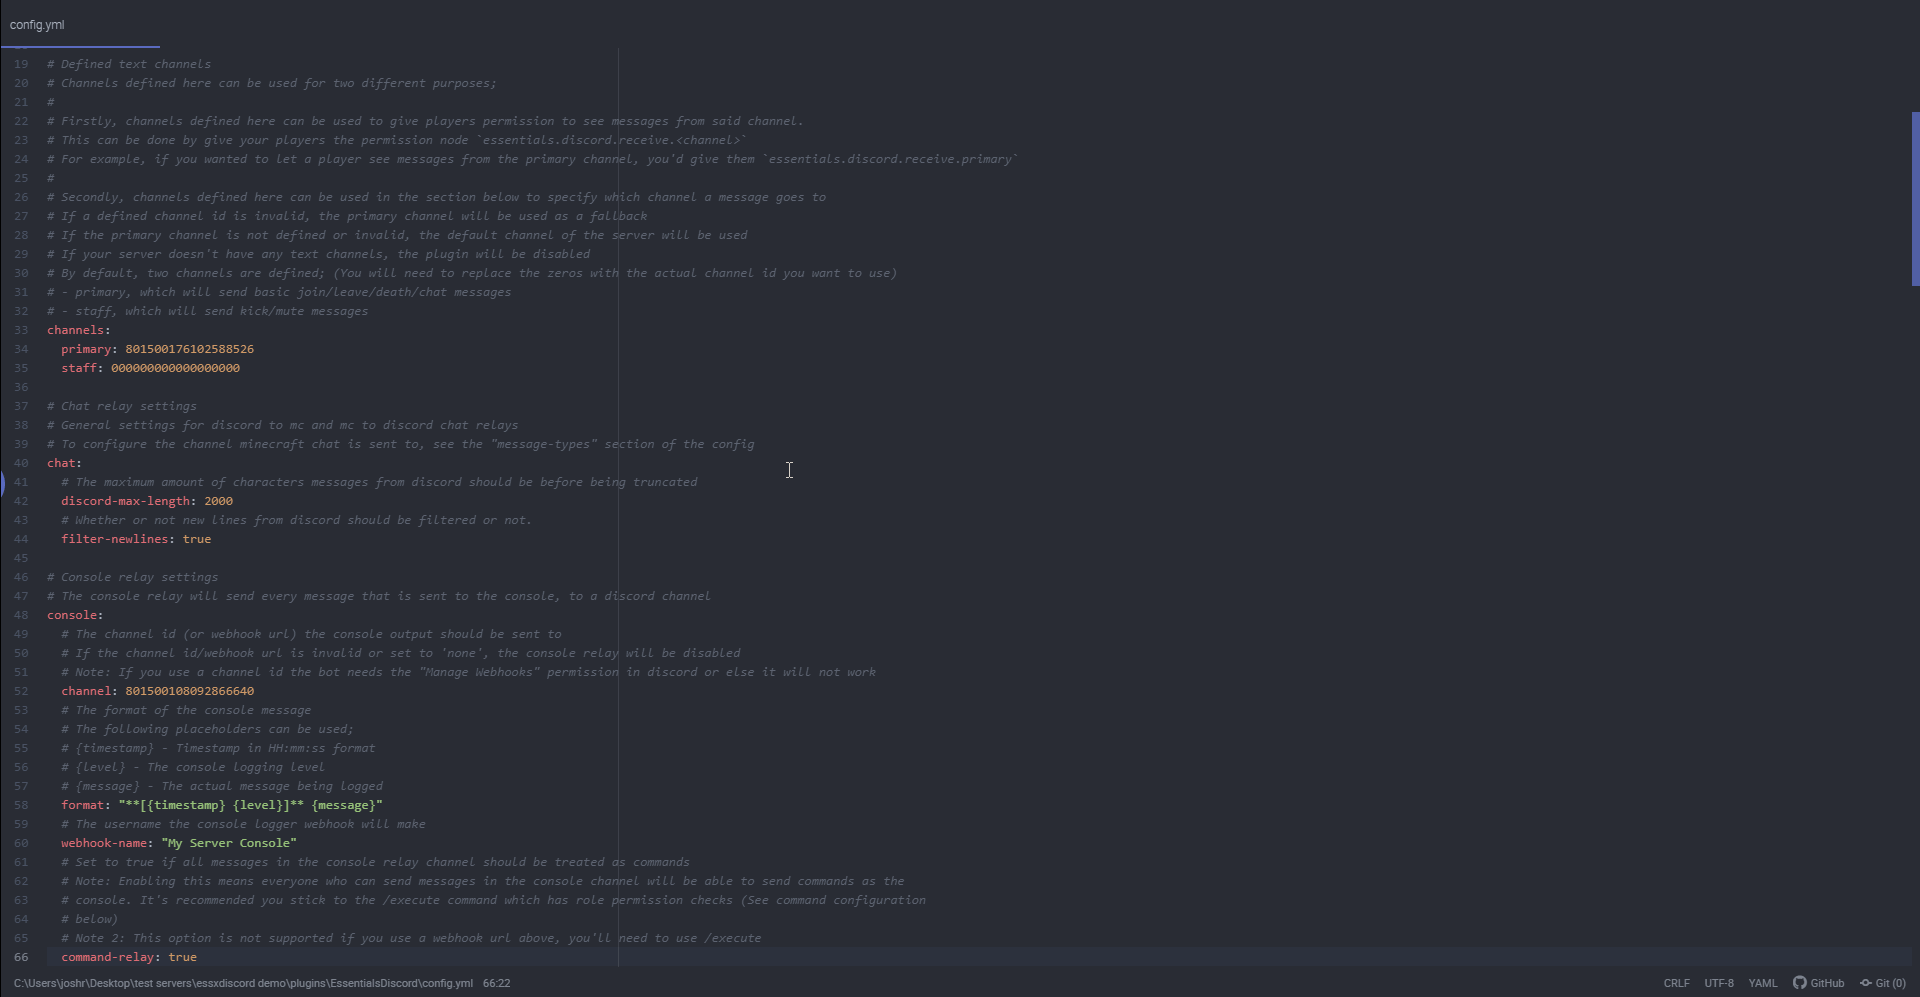 config.yml
19 # Defined text channels
20 # Channels defined here can be used for two different purposes;
21 #
22 # Firstly, channels defined here can be used to give players permission to see messages from said channel.
23 # This can be done by give your players the permission node `essentials.discord.receive.<channel>`
24 # For example, if you wanted to let a player see messages from the primary channel, you'd give them `essentials.discord.receive.primary`
25 #
26 # Secondly, channels defined here can be used in the section below to specify which channel a message goes to
27 # If a defined channel id is invalid, the primary channel will be used as a fallback
28 # If the primary channel is not defined or invalid, the default channel of the server will be used
29 # If your server doesn't have any text channels, the plugin will be disabled
30 # By default, two channels are defined; (You will need to replace the zeros with the actual channel id you want to use)
31 # - primary, which will send basic join/leave/death/chat messages
32 # - staff, which will send kick/mute messages
33 channels:
34   primary: 801500176102588526
35   staff: 000000000000000000
36
37 # Chat relay settings
38 # General settings for discord to mc and mc to discord chat relays
39 # To configure the channel minecraft chat is sent to, see the "message-types" section of the config
40 chat:
41   # The maximum amount of characters messages from discord should be before being truncated
42   discord-max-length: 2000
43   # Whether or not new lines from discord should be filtered or not.
44   filter-newlines: true
45
46 # Console relay settings
47 # The console relay will send every message that is sent to the console, to a discord channel
48 console:
49   # The channel id (or webhook url) the console output should be sent to
50   # If the channel id/webhook url is invalid or set to 'none', the console relay will be disabled
51   # Note: If you use a channel id the bot needs the "Manage Webhooks" permission in discord or else it will not work
52   channel: 801500108092866640
53   # The format of the console message
54   # The following placeholders can be used;
55   # {timestamp} - Timestamp in HH:mm:ss format
56   # {level} - The console logging level
57   # {message} - The actual message being logged
58   format: "**[{timestamp} {level}]** {message}"
59   # The username the console logger webhook will make
60   webhook-name: "My Server Console"
61   # Set to true if all messages in the console relay channel should be treated as commands
62   # Note: Enabling this means everyone who can send messages in the console channel will be able to send commands as the
63   # console. It's recommended you stick to the /execute command which has role permission checks (See command configuration
64   # below)
65   # Note 2: This option is not supported if you use a webhook url above, you'll need to use /execute
66   command-relay: true
C:\Users\joshr\Desktop\test servers\essxdiscord demo\plugins\EssentialsDiscord\config.yml 66:22 CRLF UTF-8 YAML GitHub Git (0)